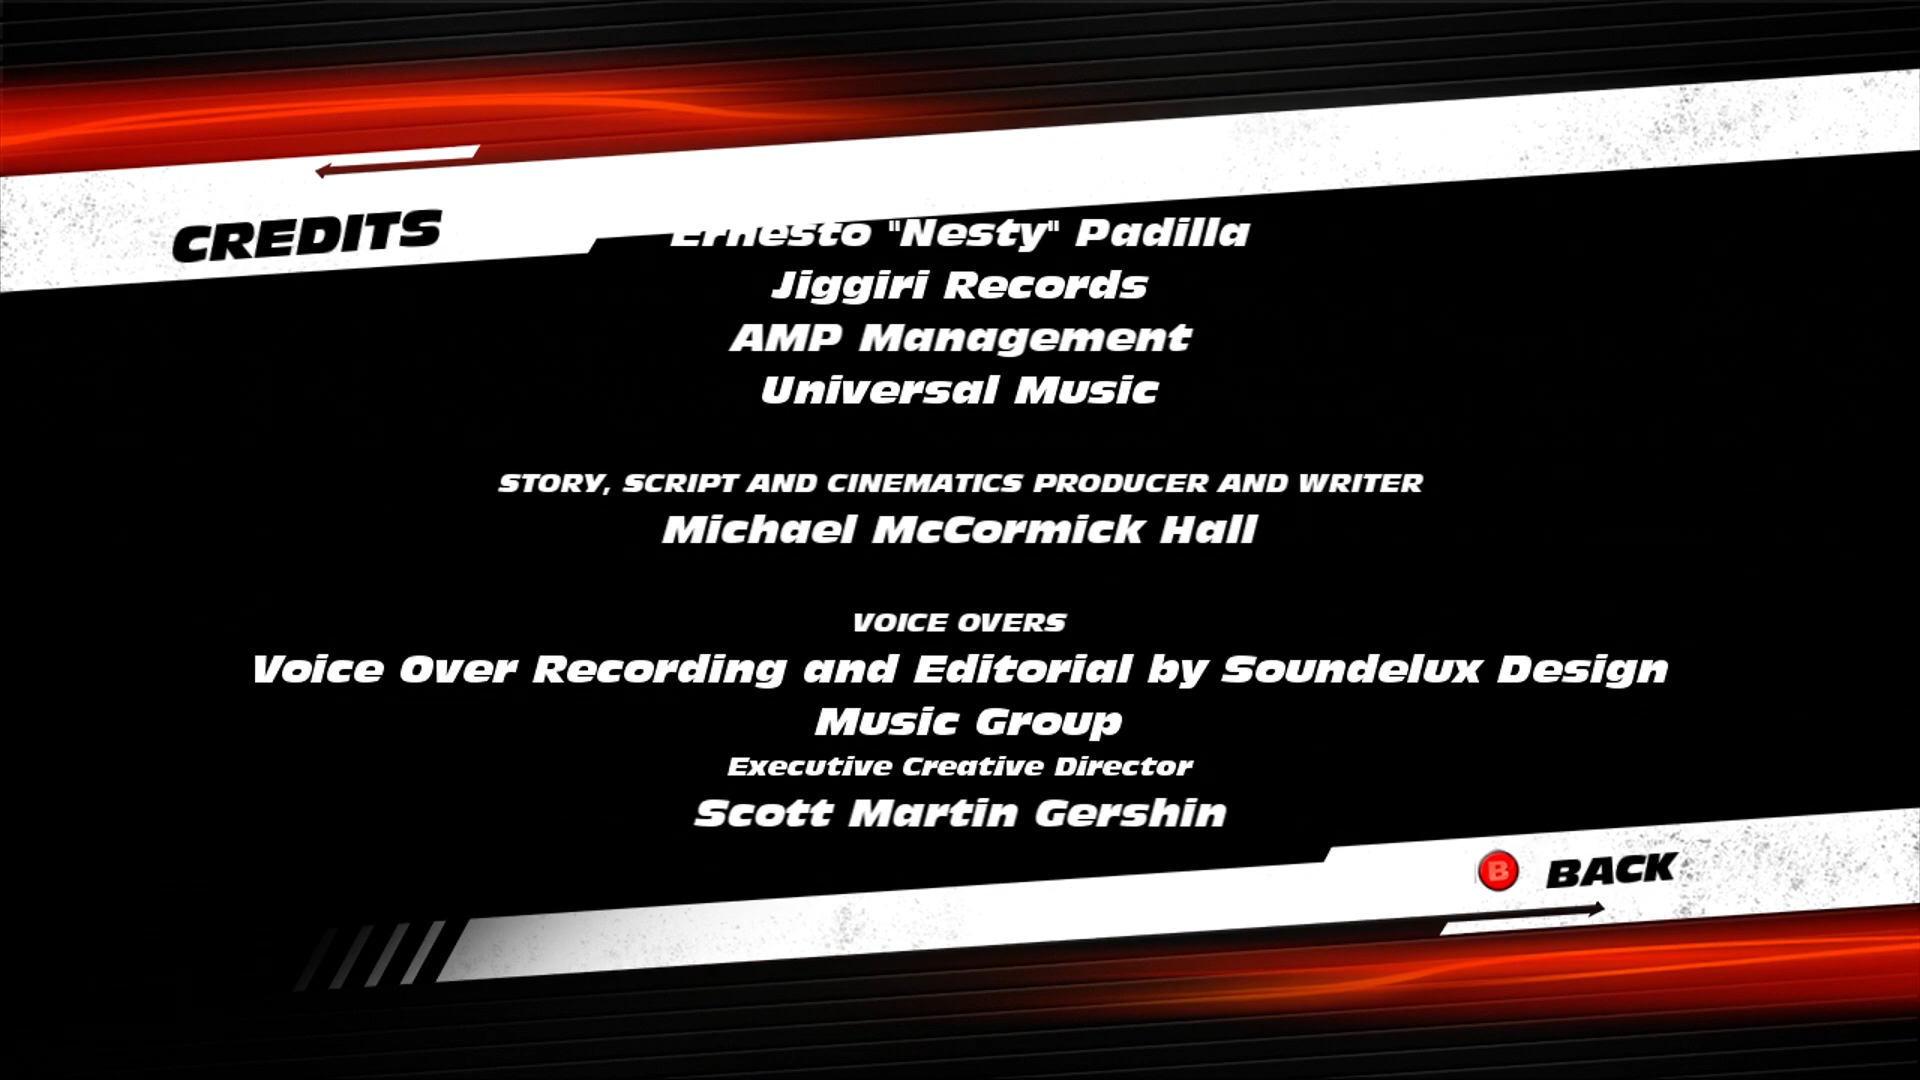 CREDITS
Ernesto "Nesty" Padilla
Jiggiri Records
AMP Management
Universal Music
STORY, SCRIPT AND CINEMATICS PRODUCER AND WRITER
Michael McCormick Hall
VOICE OVERS
Voice Over Recording and Editorial by Soundelux Design
Music Group
Executive Creative Director
Scott Martin Gershin
B BACK